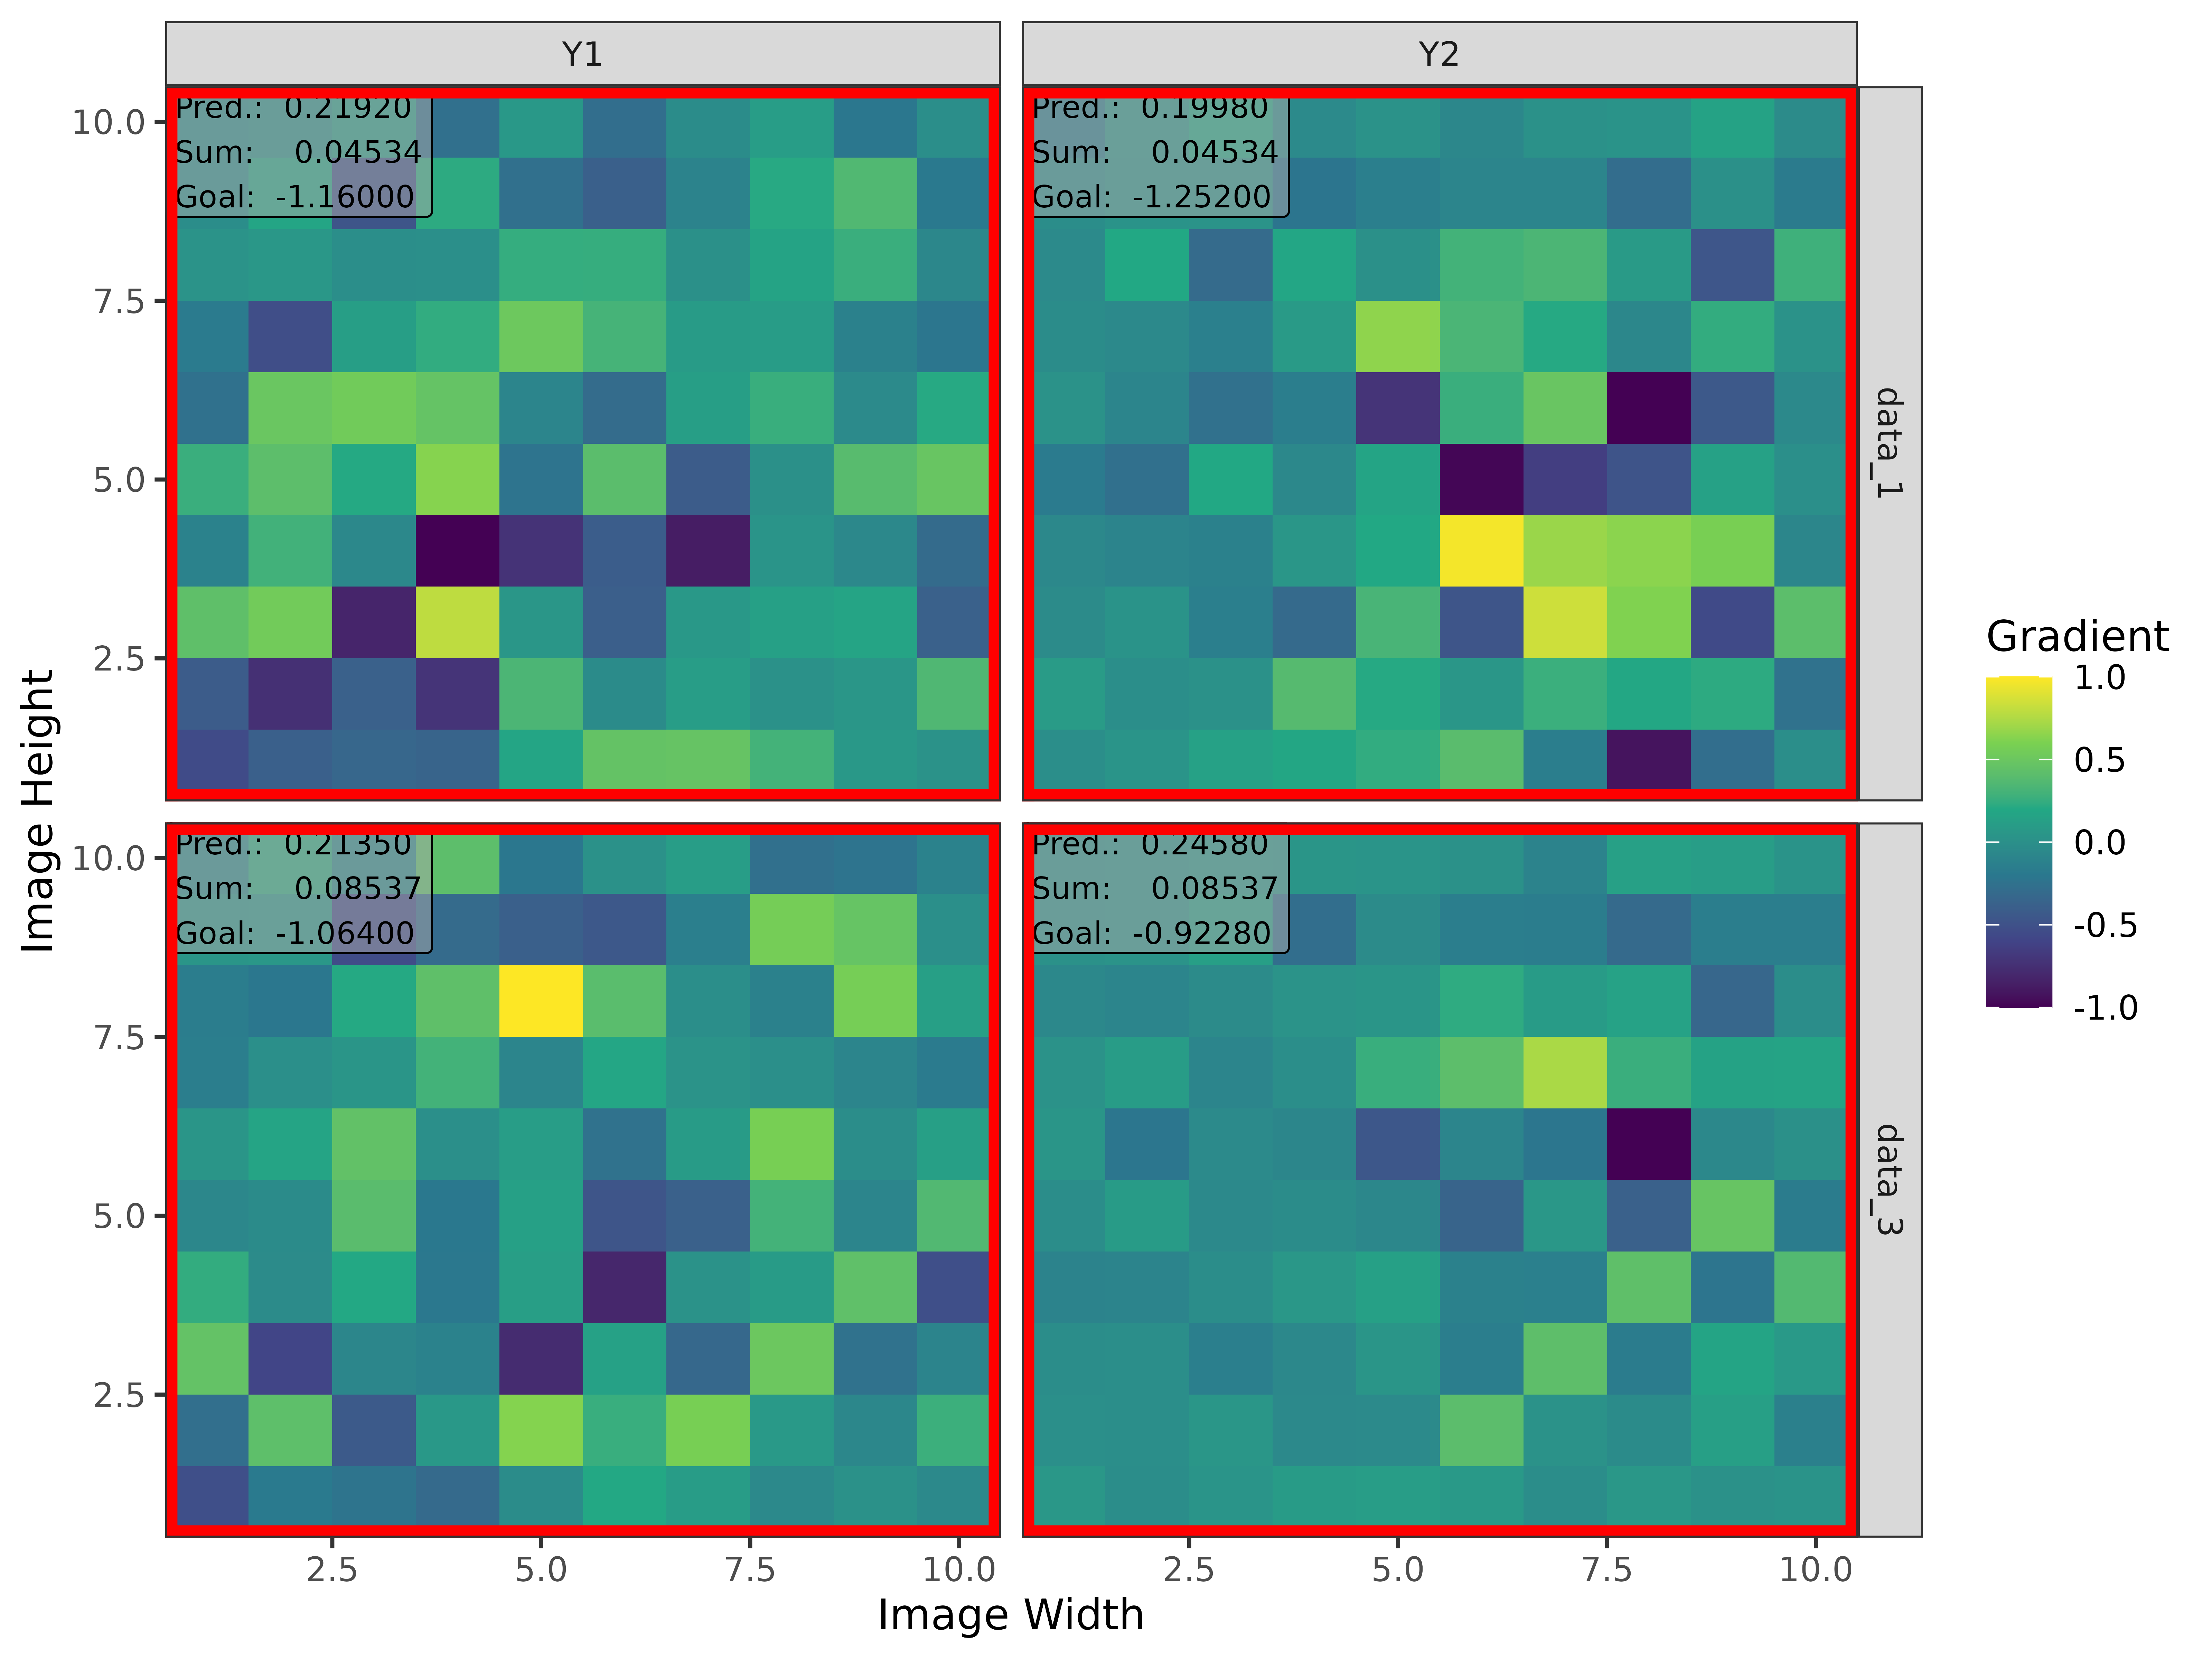 Y1
Y2
Pred.: 0.21920
Sum: 0.04534
Goal: -1.16000
Pred.: 0.19980
Sum: 0.04534
Goal: -1.25200
data_1
10.0
7.5
5.0
2.5
Pred.: 0.21350
Sum: 0.08537
Goal: -1.06400
Pred.: 0.24580
Sum: 0.08537
Goal: -0.92280
data_3
10.0
7.5
5.0
2.5
Image Height
2.5 5.0 7.5 10.0
2.5 5.0 7.5 10.0
Image Width
Gradient
1.0
0.5
0.0
-0.5
-1.0